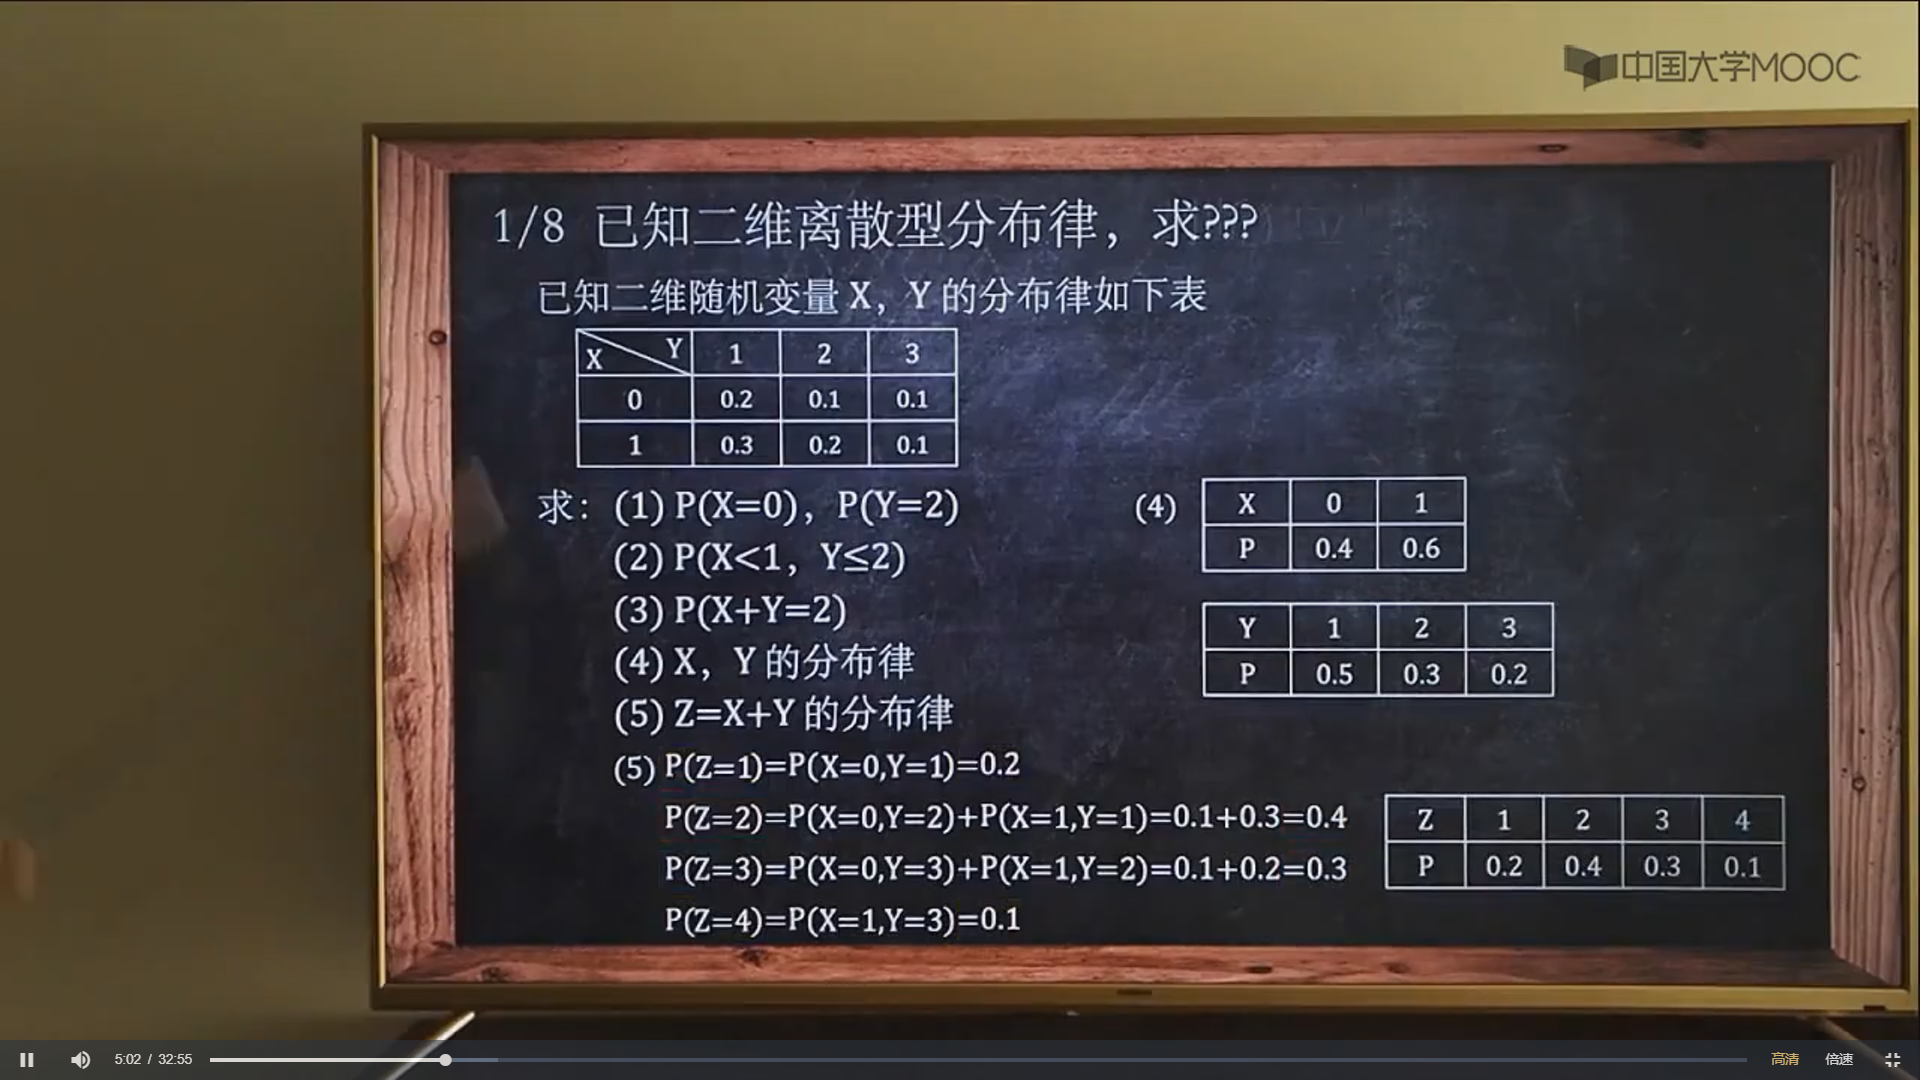 中国大学MOOC
1/8 已知二维离散型分布律，求???
已知二维随机变量 X，Y 的分布律如下表
X Y 1 2 3
0 0.2 0.1 0.1
1 0.3 0.2 0.1
求：(1) P(X=0)，P(Y=2)
(2) P(X<1，Y≤2)
(3) P(X+Y=2)
(4) X，Y 的分布律
(5) Z=X+Y 的分布律
(4) X 0 1
P 0.4 0.6
Y 1 2 3
P 0.5 0.3 0.2
(5) P(Z=1)=P(X=0,Y=1)=0.2
P(Z=2)=P(X=0,Y=2)+P(X=1,Y=1)=0.1+0.3=0.4
P(Z=3)=P(X=0,Y=3)+P(X=1,Y=2)=0.1+0.2=0.3
P(Z=4)=P(X=1,Y=3)=0.1
Z 1 2 3 4
P 0.2 0.4 0.3 0.1
5:02 / 32:55
高清 倍速